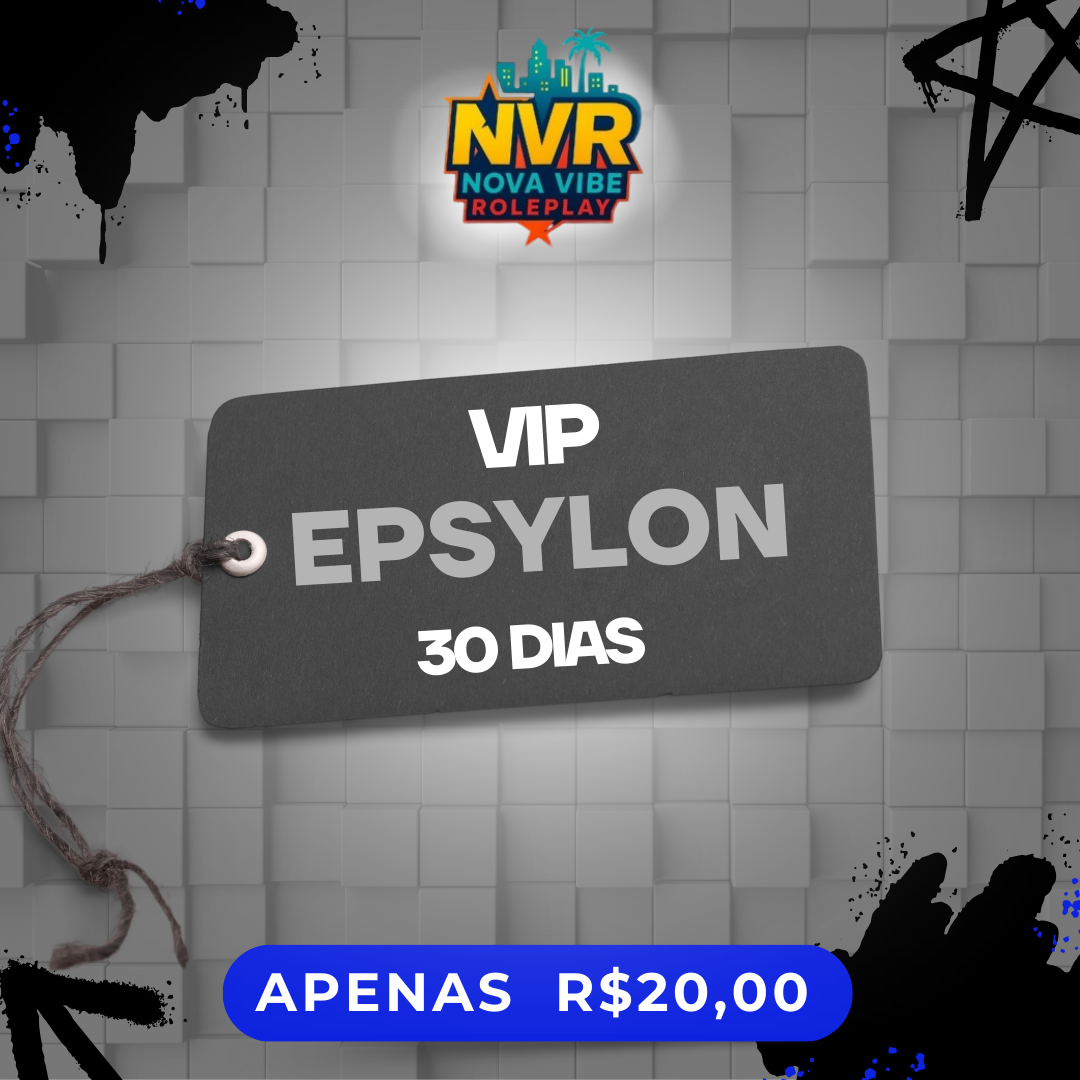 NVR
NOVA VIBE
ROLEPLAY
VIP
EPSYLON
30 DIAS
APENAS R$20,00